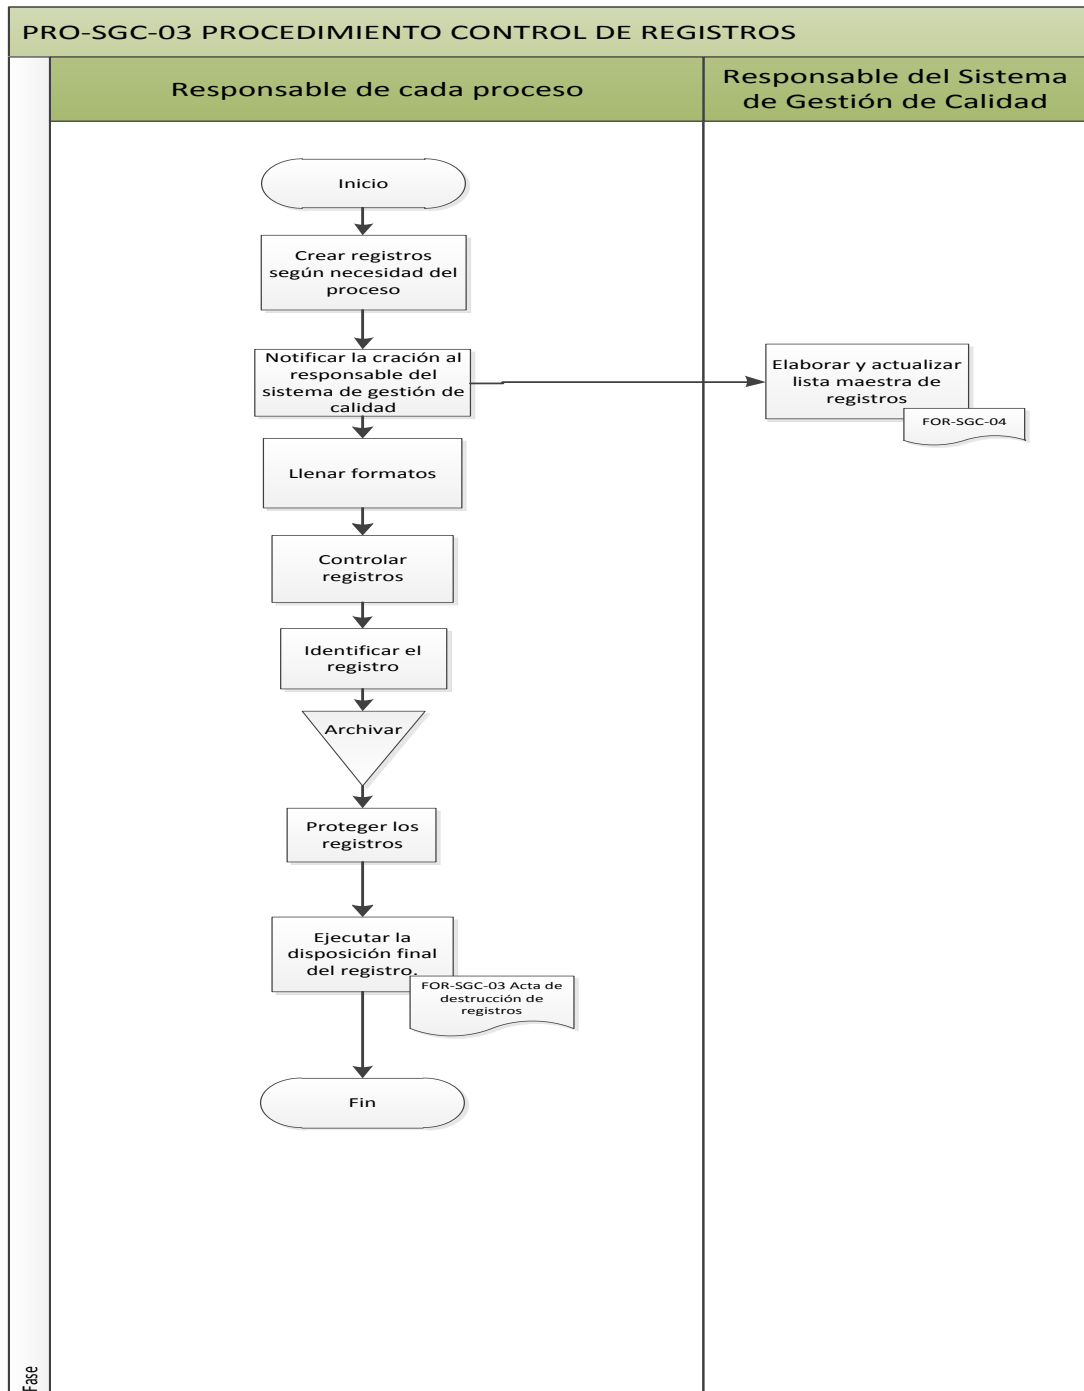 PRO-SGC-03 PROCEDIMIENTO CONTROL DE REGISTROS
Responsable de cada proceso
Responsable del Sistema
de Gestión de Calidad
Inicio
Crear registros
según necesidad del
proceso
Notificar la cración al
responsable del
sistema de gestión de
calidad
Elaborar y actualizar
lista maestra de
registros
FOR-SGC-04
Llenar formatos
Controlar
registros
Identificar el
registro
Archivar
Proteger los
registros
Ejecutar la
disposición final
del registro.
FOR-SGC-03 Acta de
destrucción de
registros
Fin
Fase